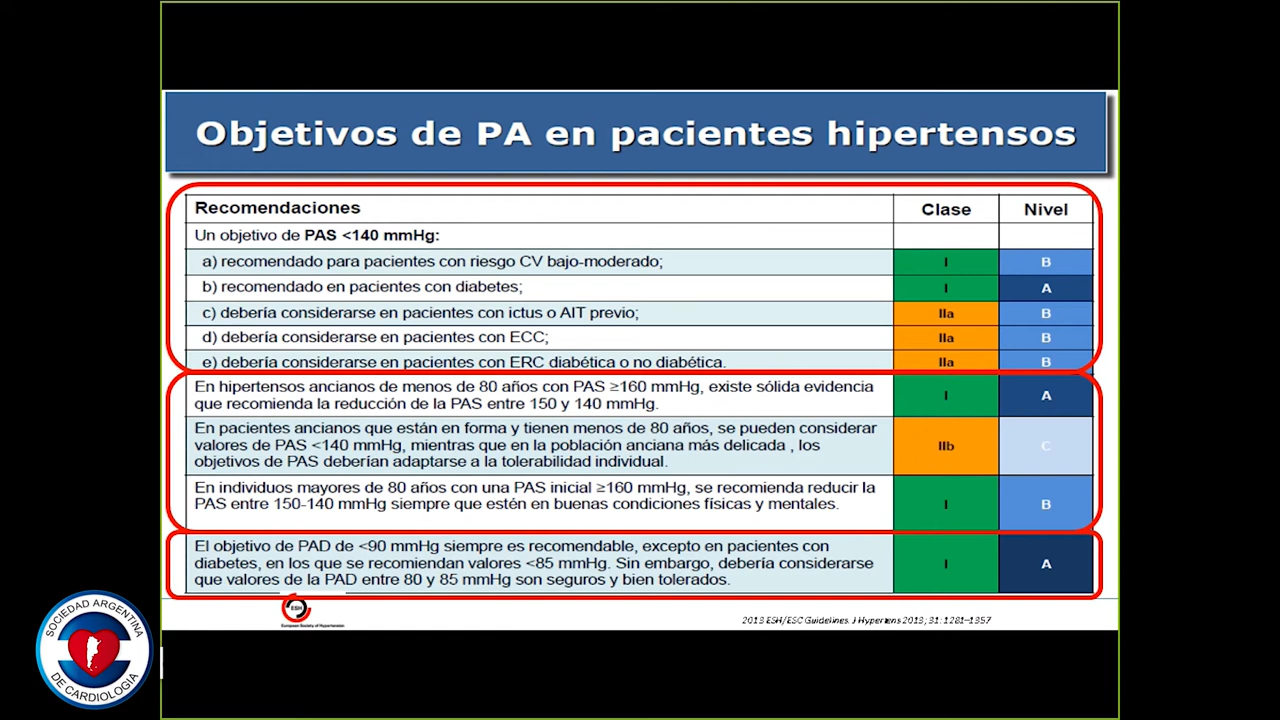 Objetivos de PA en pacientes hipertensos
Recomendaciones Clase Nivel
Un objetivo de PAS <140 mmHg:
a) recomendado para pacientes con riesgo CV bajo-moderado; I B
b) recomendado en pacientes con diabetes; I A
c) debería considerarse en pacientes con ictus o AIT previo; IIa B
d) debería considerarse en pacientes con ECC; IIa B
e) debería considerarse en pacientes con ERC diabética o no diabética. IIa B
En hipertensos ancianos de menos de 80 años con PAS ≥160 mmHg, existe sólida evidencia
que recomienda la reducción de la PAS entre 150 y 140 mmHg. I A
En pacientes ancianos que están en forma y tienen menos de 80 años, se pueden considerar
valores de PAS <140 mmHg, mientras que en la población anciana más delicada , los IIb C
objetivos de PAS deberían adaptarse a la tolerabilidad individual.
En individuos mayores de 80 años con una PAS inicial ≥160 mmHg, se recomienda reducir la
PAS entre 150-140 mmHg siempre que estén en buenas condiciones físicas y mentales. I B
El objetivo de PAD de <90 mmHg siempre es recomendable, excepto en pacientes con
diabetes, en los que se recomiendan valores <85 mmHg. Sin embargo, debería considerarse I A
que valores de la PAD entre 80 y 85 mmHg son seguros y bien tolerados.
ESH
European Society of Hypertension
2013 ESH/ESC Guidelines. J Hypertens 2013; 31: 1281-1357
SOCIEDAD ARGENTINA
DE CARDIOLOGIA